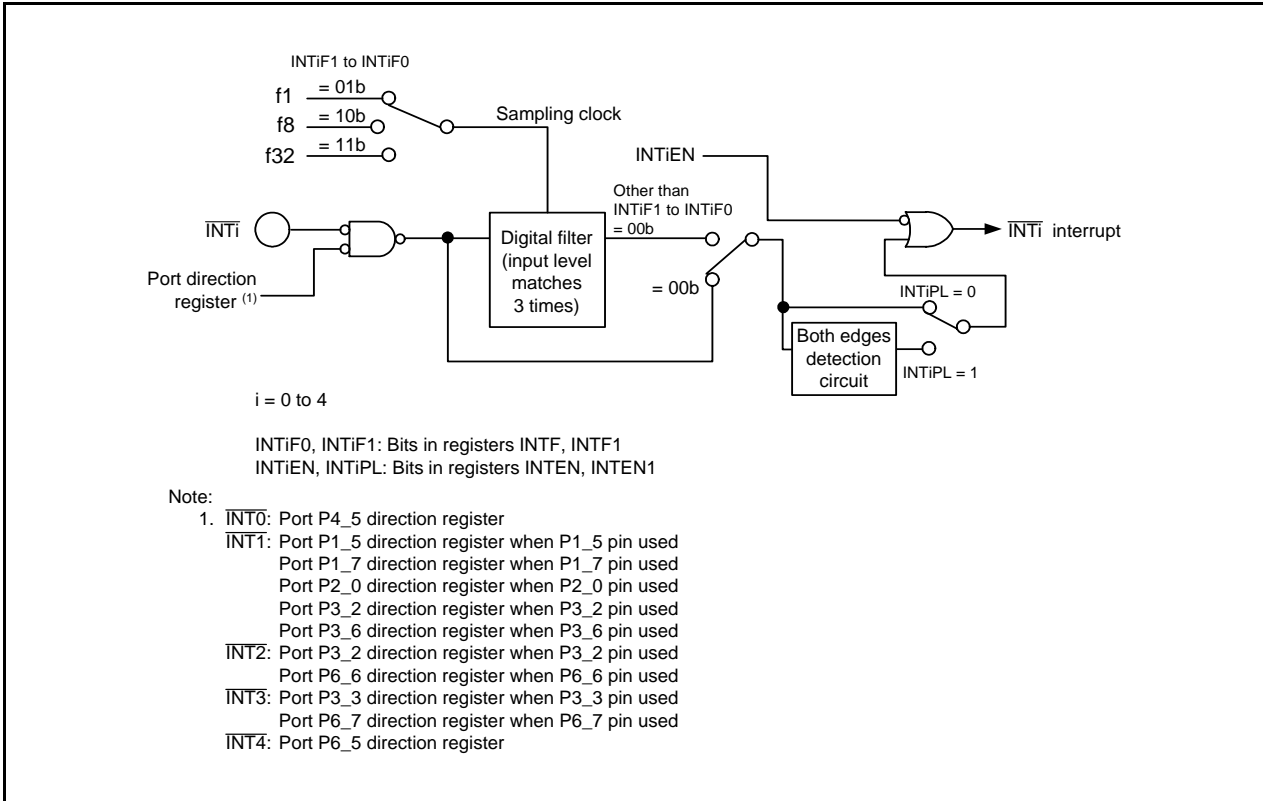 INTiF1 to INTiF0
f1
= 01b
f8
= 10b
f32
= 11b
Sampling clock
INTiEN
Other than
INTiF1 to INTiF0
= 00b
INTi
Digital filter
(input level
matches
3 times)
INTi interrupt
Port direction
register (1)
= 00b
INTiPL = 0
Both edges
detection
circuit
INTiPL = 1
i = 0 to 4
INTiF0, INTiF1: Bits in registers INTF, INTF1
INTiEN, INTiPL: Bits in registers INTEN, INTEN1
Note:
1. INT0: Port P4_5 direction register
INT1: Port P1_5 direction register when P1_5 pin used
Port P1_7 direction register when P1_7 pin used
Port P2_0 direction register when P2_0 pin used
Port P3_2 direction register when P3_2 pin used
Port P3_6 direction register when P3_6 pin used
INT2: Port P3_2 direction register when P3_2 pin used
Port P6_6 direction register when P6_6 pin used
INT3: Port P3_3 direction register when P3_3 pin used
Port P6_7 direction register when P6_7 pin used
INT4: Port P6_5 direction register